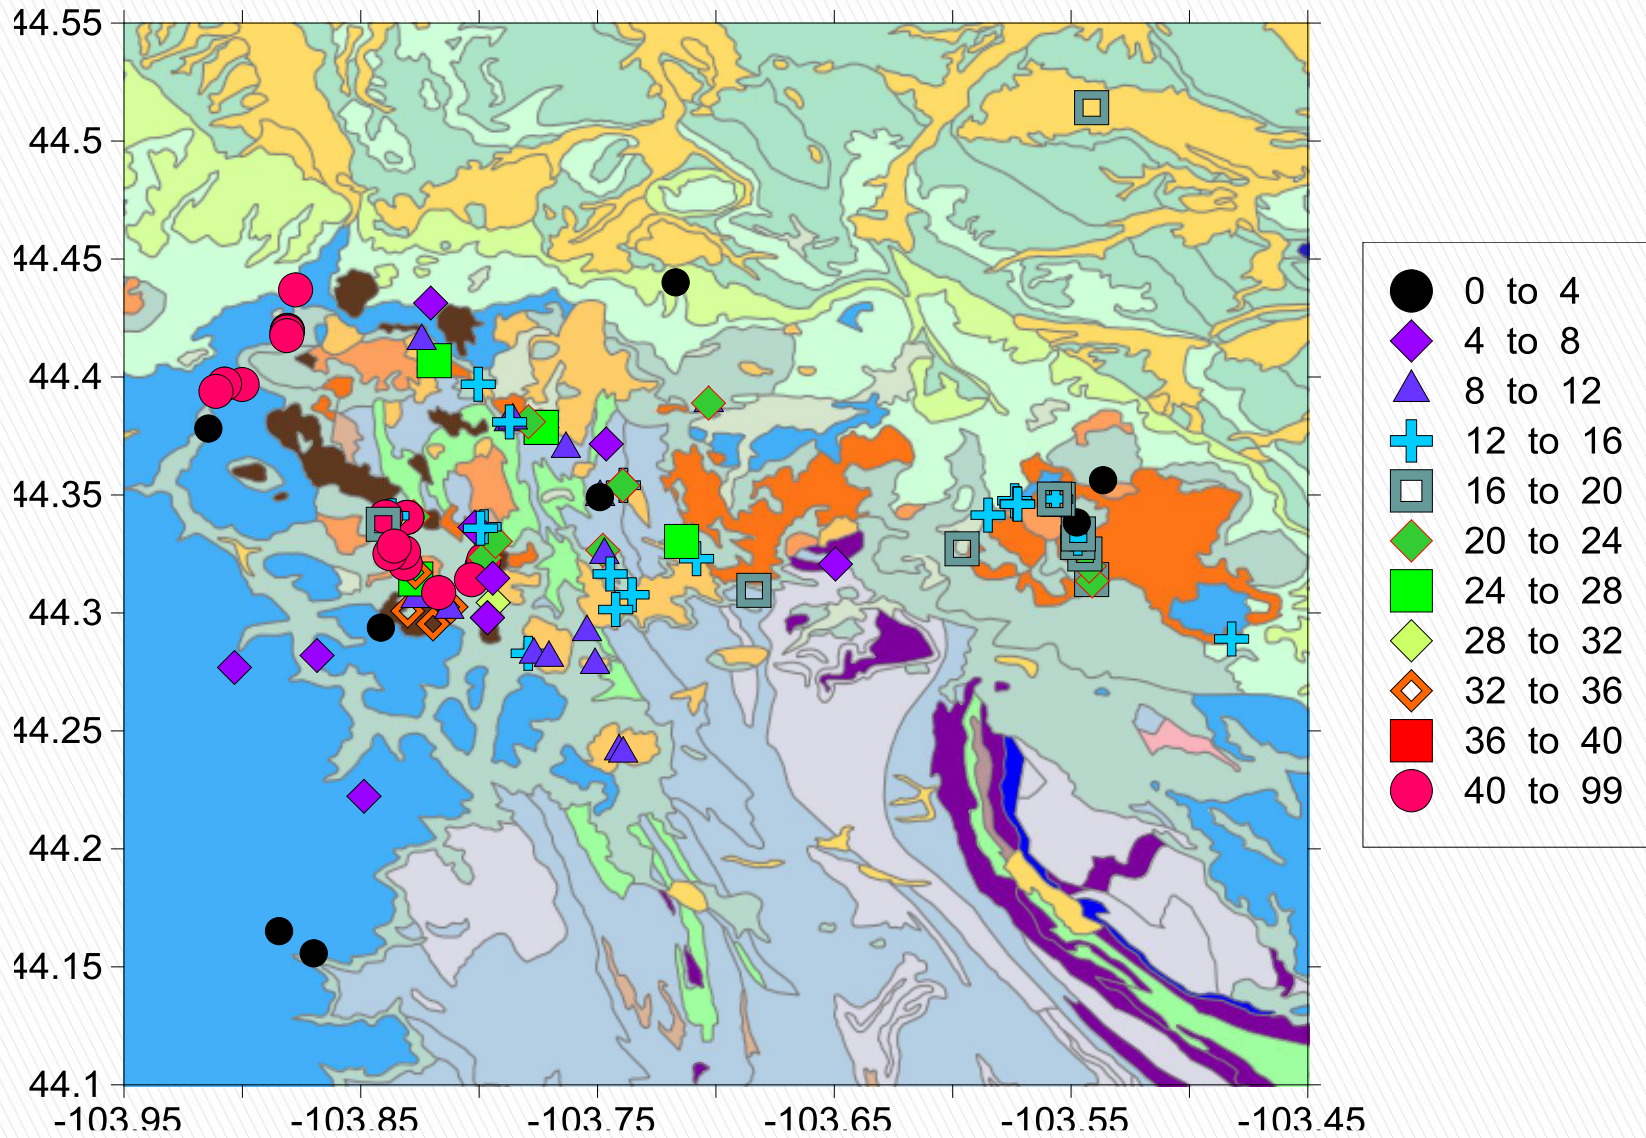 44.55
44.5
44.45
44.4
44.35
44.3
44.25
44.2
44.15
44.1
-103.95 -103.85 -103.75 -103.65 -103.55 -103.45
0 to 4
4 to 8
8 to 12
12 to 16
16 to 20
20 to 24
24 to 28
28 to 32
32 to 36
36 to 40
40 to 99